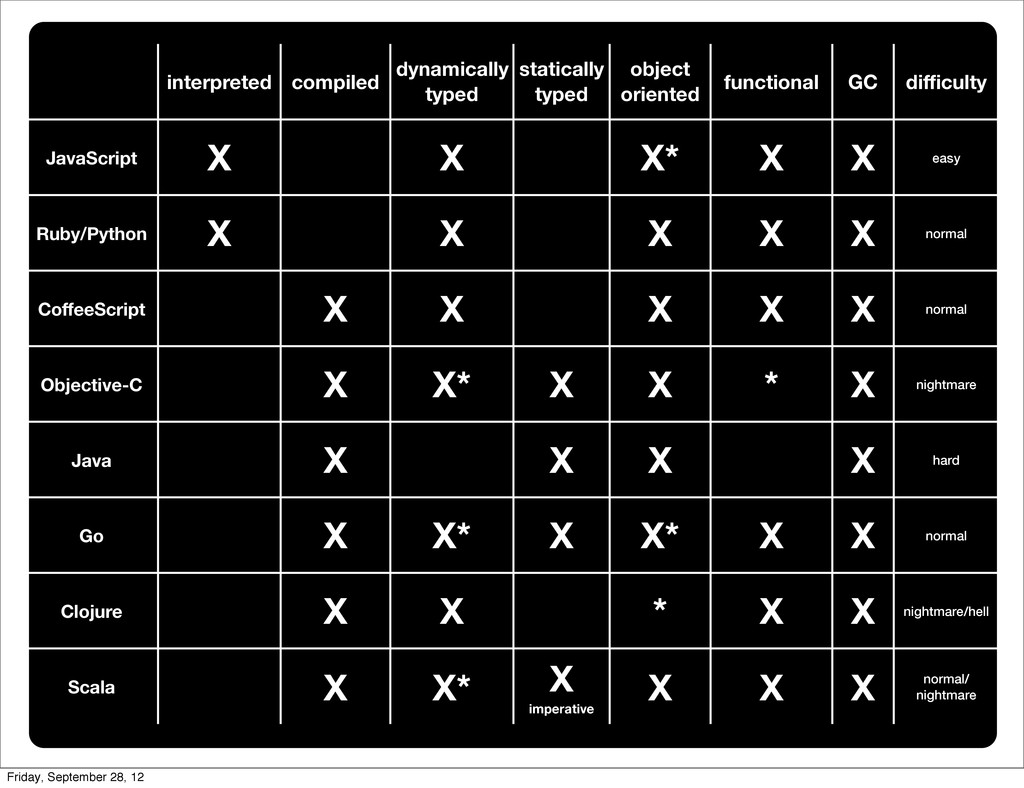 interpreted compiled dynamically typed statically typed object oriented functional GC difficulty
JavaScript X X X* X X easy
Ruby/Python X X X X X normal
CoffeeScript X X X X X normal
Objective-C X X* X X * X nightmare
Java X X X X hard
Go X X* X X* X X normal
Clojure X X * X X nightmare/hell
Scala X X* X imperative X X X normal/ nightmare
Friday, September 28, 12